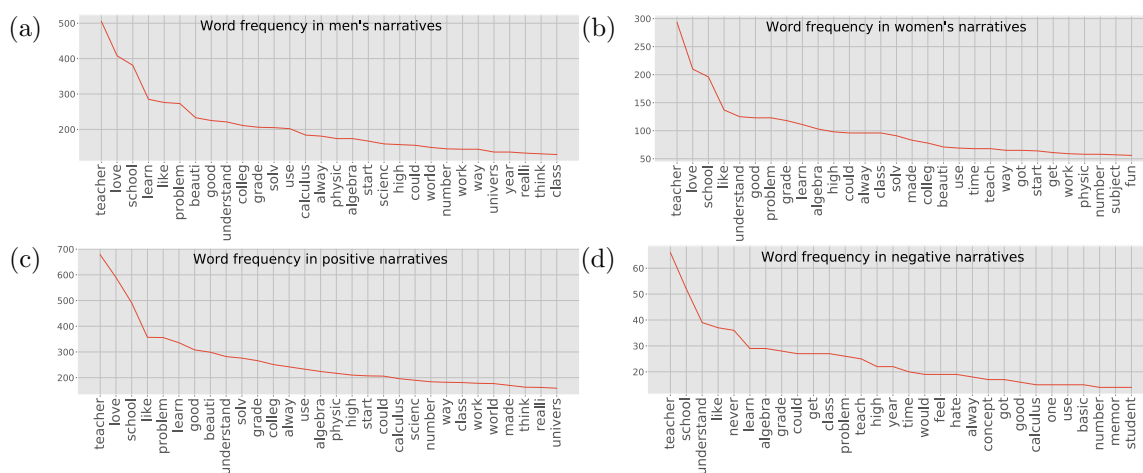 (a)
Word frequency in men's narratives
500
400
300
200
teacher love school learn like problem beauti good understand colleg grade solv use calculus alway physic algebra start scienc high could world number work way univers year realli think class
(b)
Word frequency in women's narratives
300
250
200
150
100
50
teacher love school like understand good problem grade learn algebra high could alway class solv made colleg beauti use time teach way got start get work physic number subject fun
(c)
Word frequency in positive narratives
700
600
500
400
300
200
teacher love school like problem learn good beauti understand solv grade colleg alway use algebra physic high start could calculus scienc number way class work world made think realli univers
(d)
Word frequency in negative narratives
60
50
40
30
20
teacher school understand like never learn algebra grade could get class problem teach high year time would feel hate alway concept got good calculus one use basic number memor student